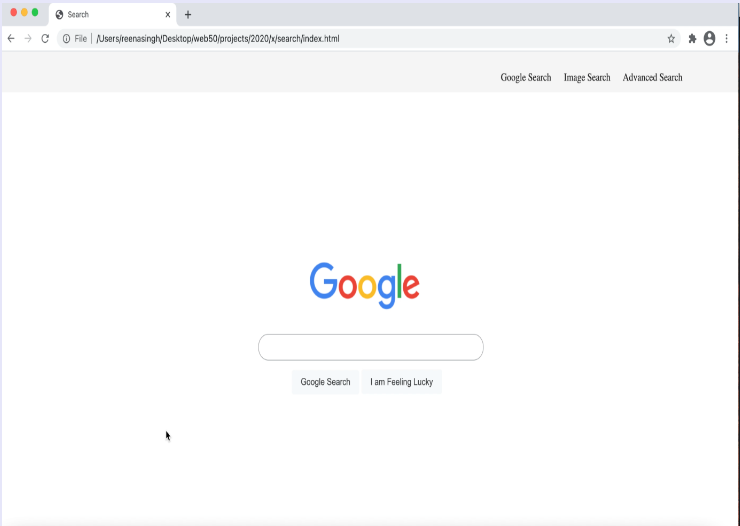 Search
File | /Users/reenasingh/Desktop/web50/projects/2020/x/search/index.html
Google Search Image Search Advanced Search
Google
Google Search I am Feeling Lucky